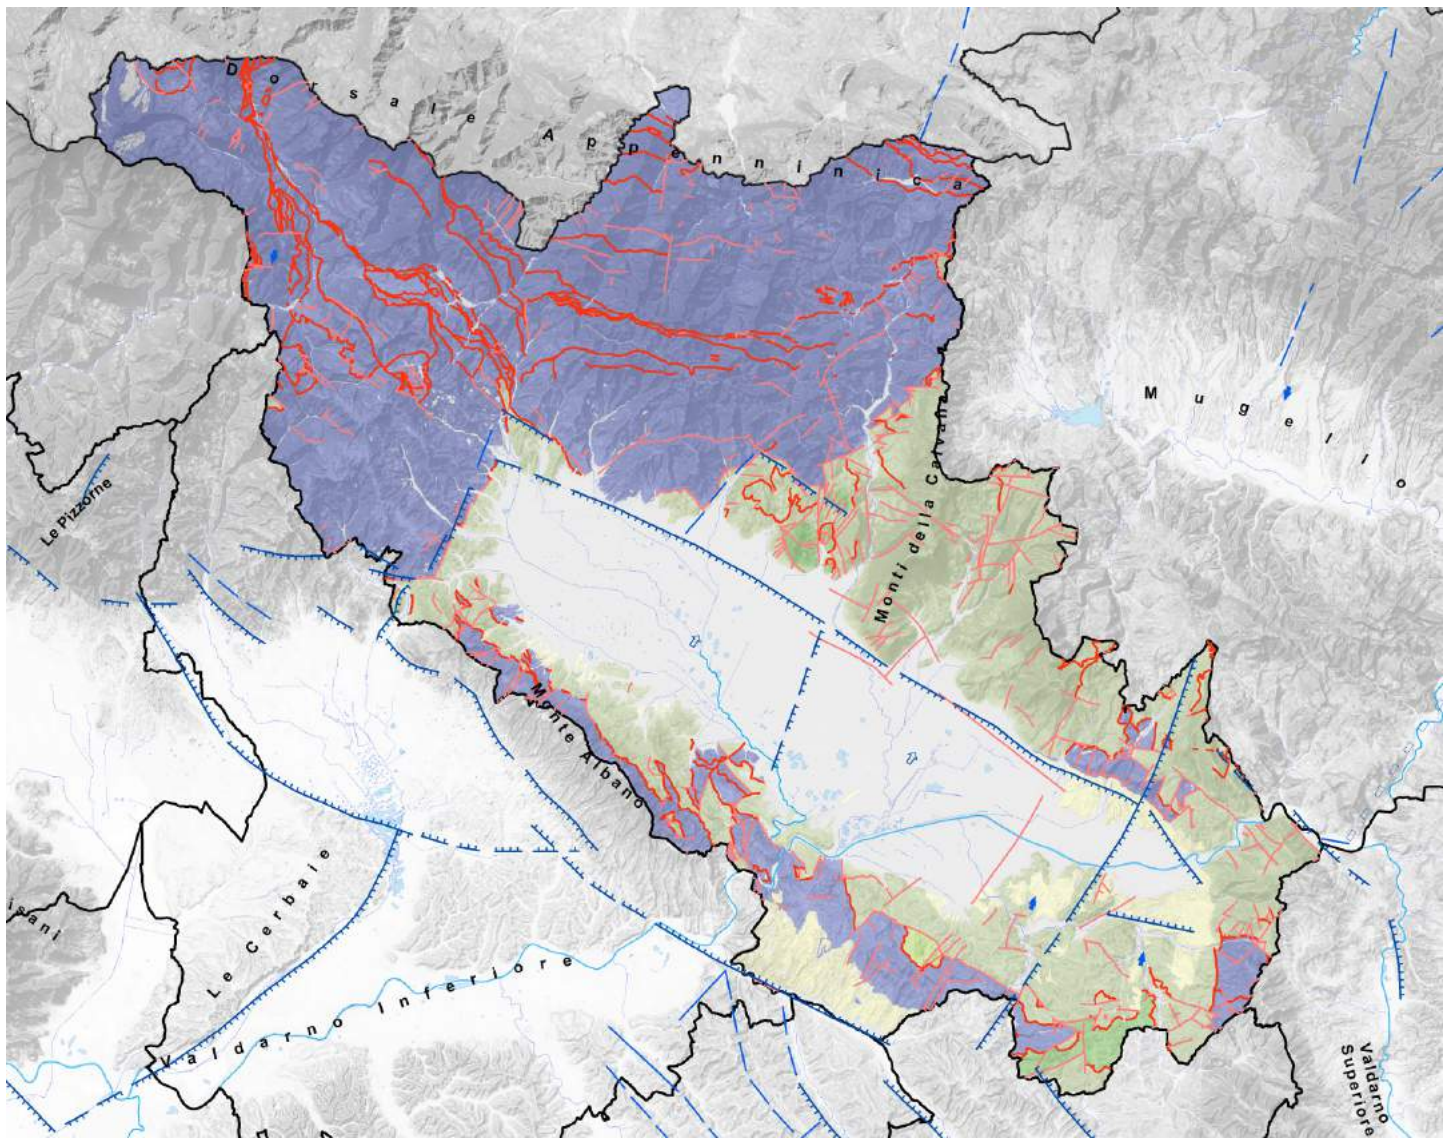 Dorsale Appenninica
Mugello
Le Pizzorne
Monti della Calvana
Monte Albano
Le Cerbaie
isani
Valdarno Inferiore
Valdarno
Superiore